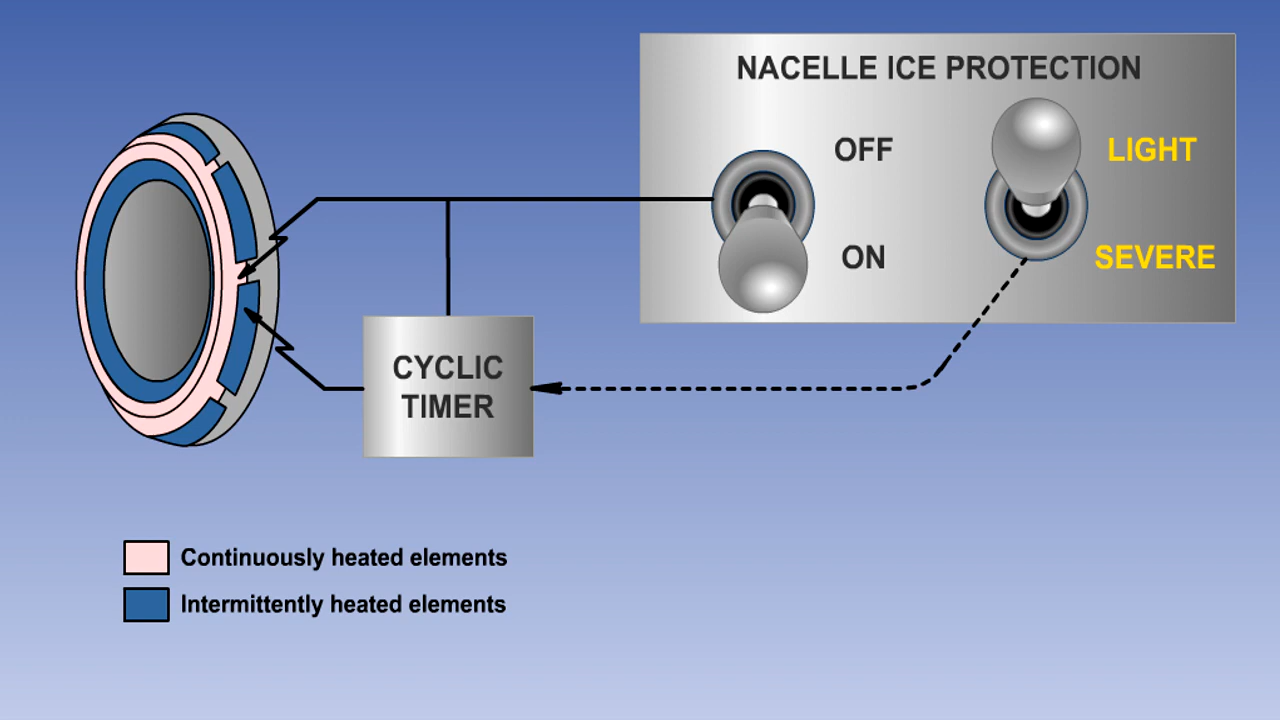 NACELLE ICE PROTECTION
OFF
LIGHT
ON
SEVERE
CYCLIC
TIMER
Continuously heated elements
Intermittently heated elements